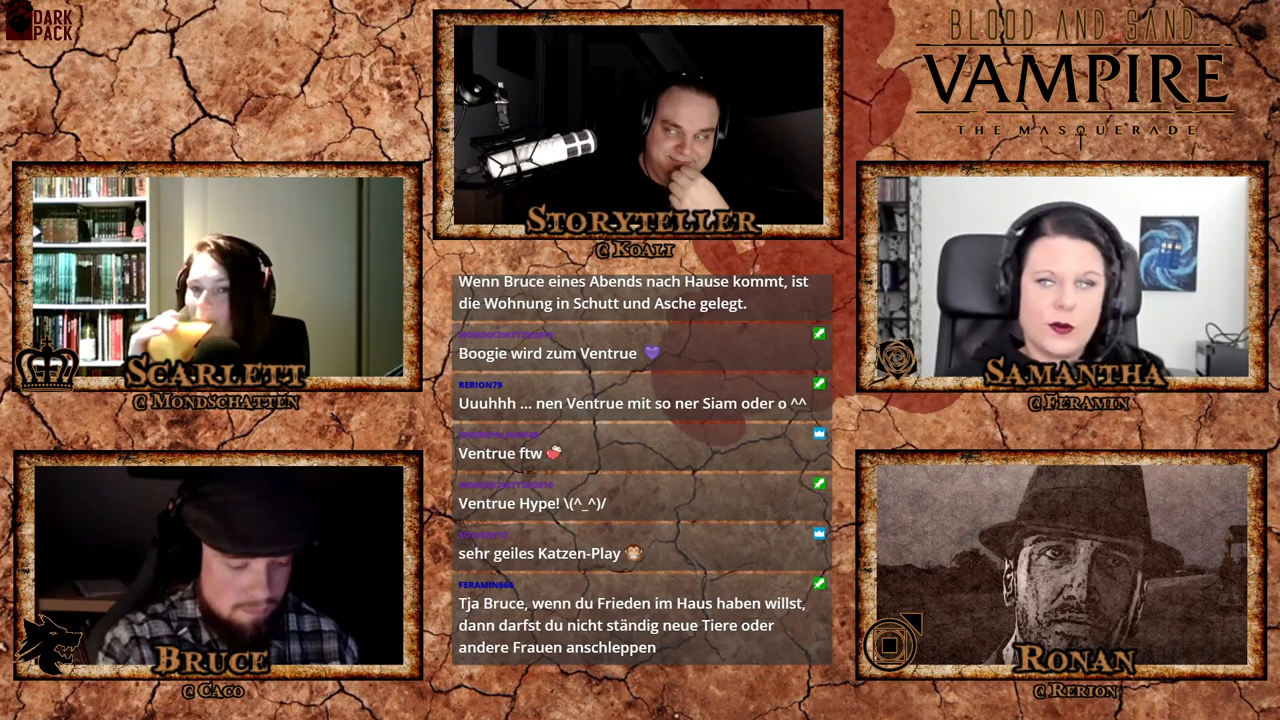 DARK
PACK
BLOOD AND SAND
VAMPIRE
THE MASQUERADE
STORYTELLER
@ KOALI
SCARLETT
@ MONDSCHATTEN
SAMANTHA
@ FERAMIN
BRUCE
@ CACO
RONAN
@ RERION
Wenn Bruce eines Abends nach Hause kommt, ist
die Wohnung in Schutt und Asche gelegt.
Boogie wird zum Ventrue 💜
RERION79
Uuuhhh ... nen Ventrue mit so ner Siam oder o ^^
Ventrue ftw
Ventrue Hype! \(^_^)/
sehr geiles Katzen-Play
FERAMIN666
Tja Bruce, wenn du Frieden im Haus haben willst,
dann darfst du nicht ständig neue Tiere oder
andere Frauen anschleppen